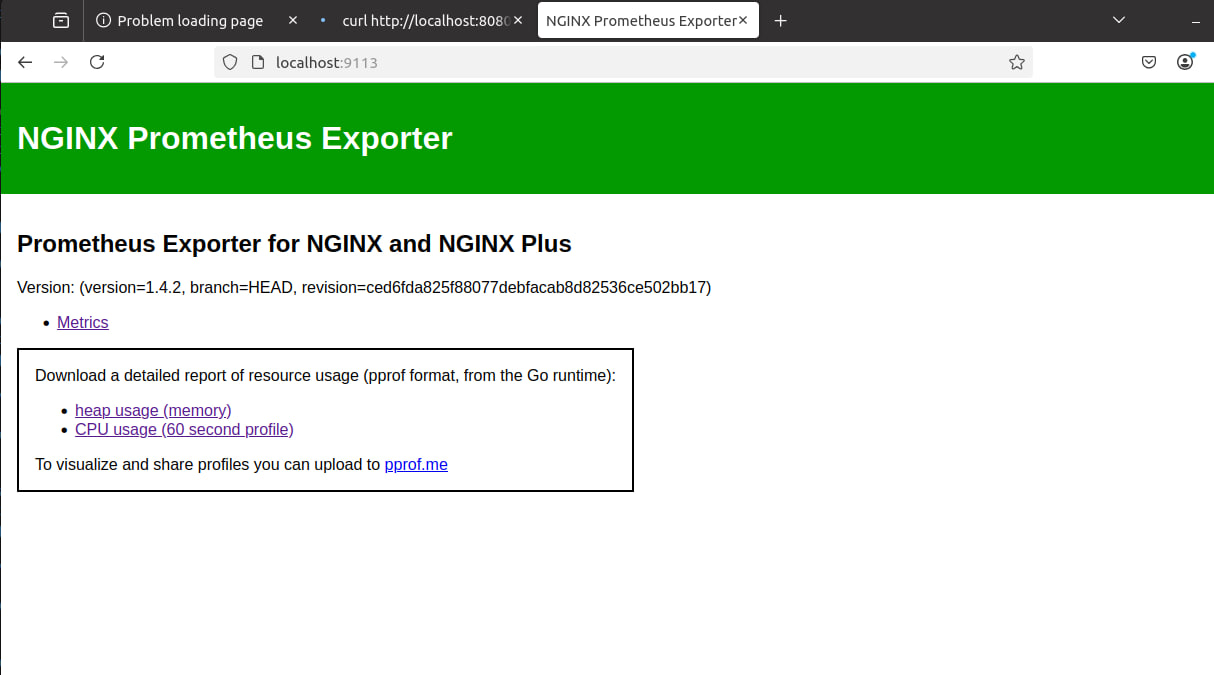 Problem loading page
curl http://localhost:8080
NGINX Prometheus Exporter
localhost:9113
NGINX Prometheus Exporter
Prometheus Exporter for NGINX and NGINX Plus
Version: (version=1.4.2, branch=HEAD, revision=ced6fda825f88077debfacab8d82536ce502bb17)
Metrics
Download a detailed report of resource usage (pprof format, from the Go runtime):
heap usage (memory)
CPU usage (60 second profile)
To visualize and share profiles you can upload to pprof.me